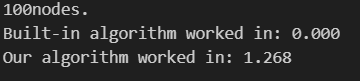 100nodes.
Built-in algorithm worked in: 0.000
Our algorithm worked in: 1.268